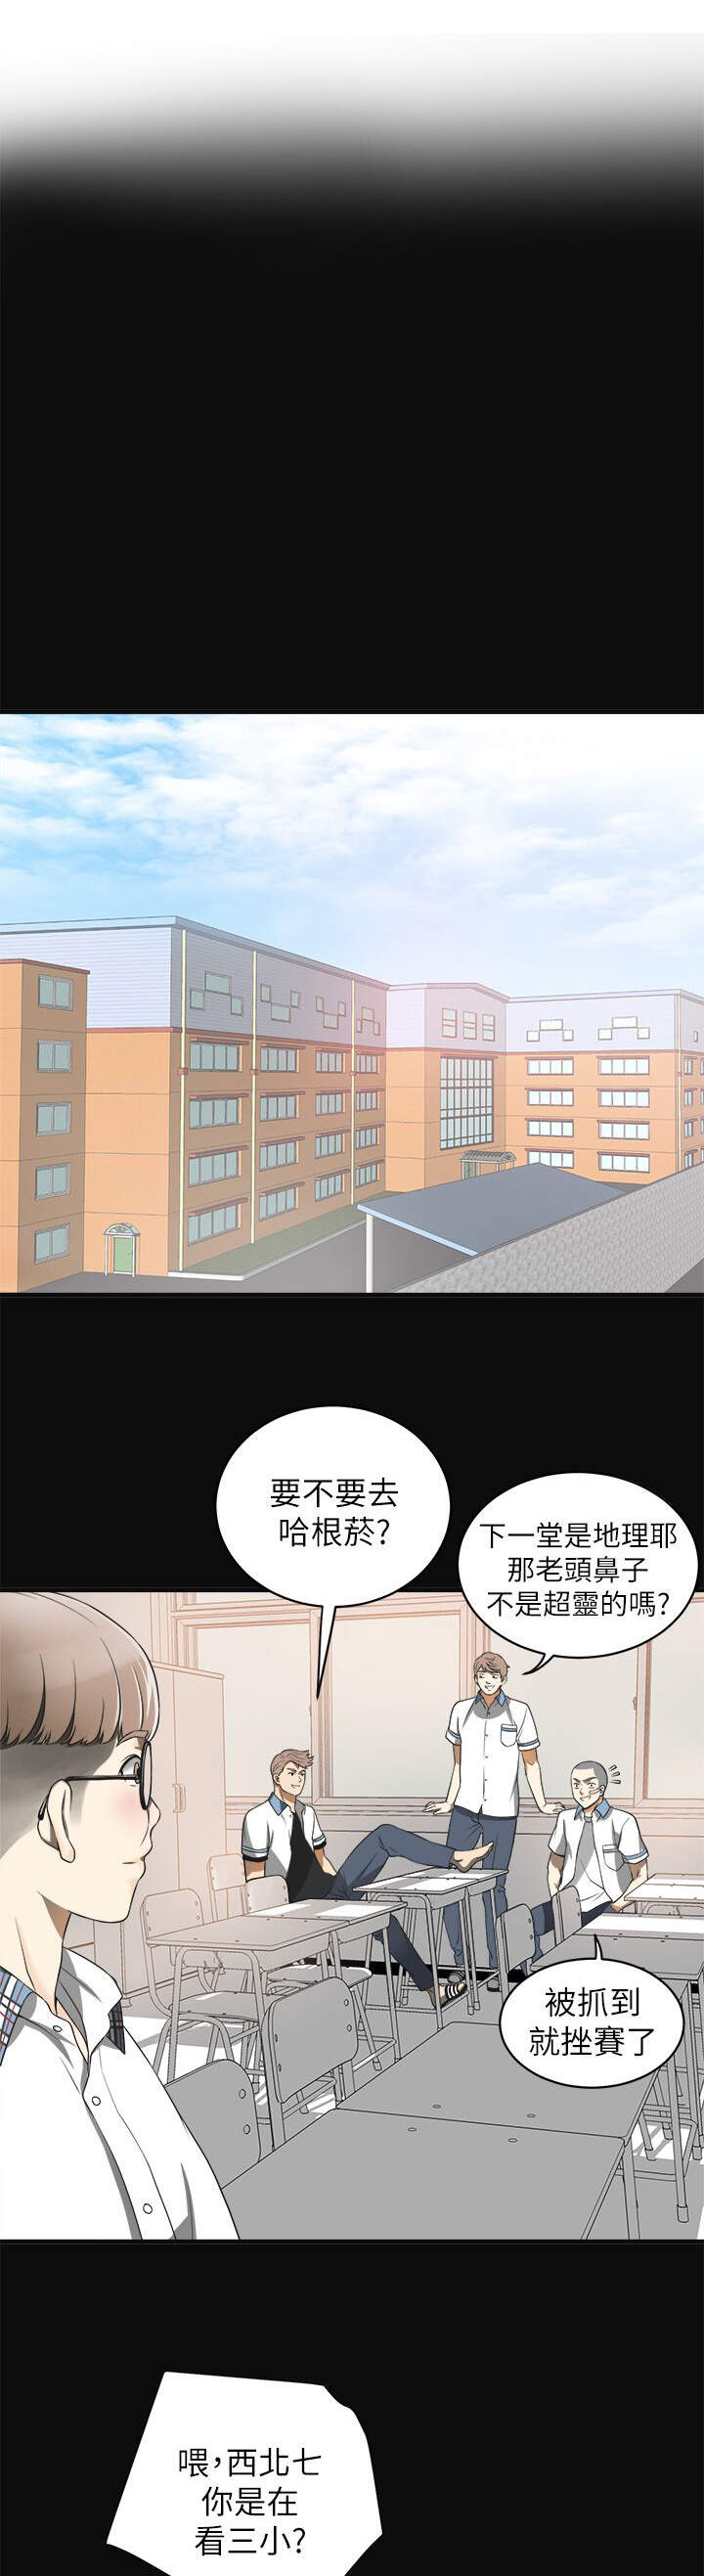 要不要去
哈根菸?
下一堂是地理耶
那老頭鼻子
不是超靈的嗎?
被抓到
就挫賽了
喂,西北七
你是在
看三小?